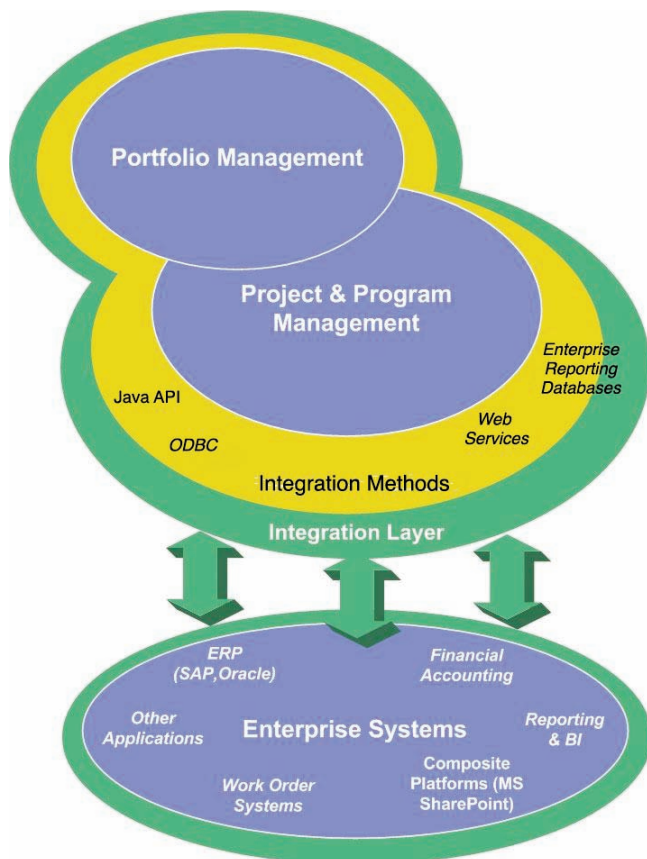 Portfolio Management
Project & Program
Management
Enterprise
Reporting
Databases
Java API
Web
Services
ODBC
Integration Methods
Integration Layer
ERP
(SAP,Oracle)
Financial
Accounting
Other
Applications
Enterprise Systems
Reporting
& BI
Work Order
Systems
Composite
Platforms (MS
SharePoint)